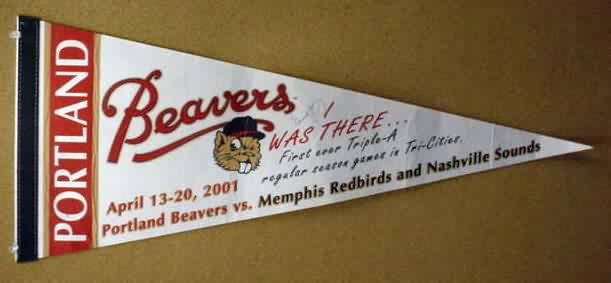 PORTLAND
Beavers
I
WAS THERE...
First ever Triple-A
regular season games in Tri-Cities.
April 13-20, 2001
Portland Beavers vs. Memphis Redbirds and Nashville Sounds